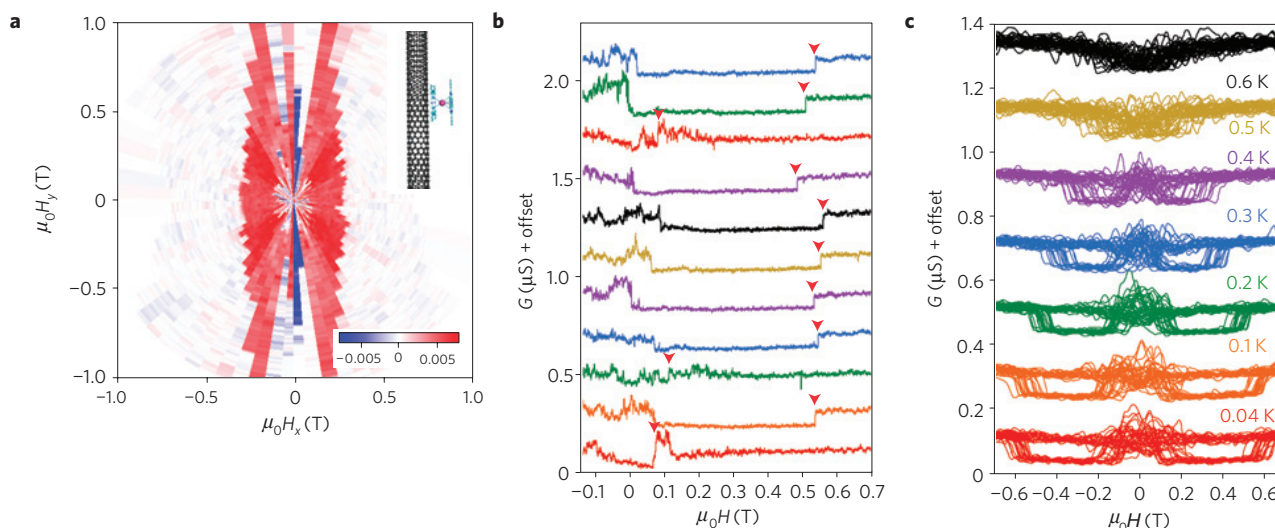 a
1.0
0.5
0
−0.5
−1.0
μ₀H_y (T)
−1.0
−0.5
0.0
0.5
1.0
μ₀H_x (T)
−0.005
0
0.005
b
2.0
1.5
1.0
0.5
0
G (μS) + offset
−0.1
0
0.1
0.2
0.3
0.4
0.5
0.6
0.7
μ₀H (T)
c
1.4
1.2
1.0
0.8
0.6
0.4
0.2
0
G (μS) + offset
0.6 K
0.5 K
0.4 K
0.3 K
0.2 K
0.1 K
0.04 K
−0.6
−0.4
−0.2
0
0.2
0.4
0.6
μ₀H (T)